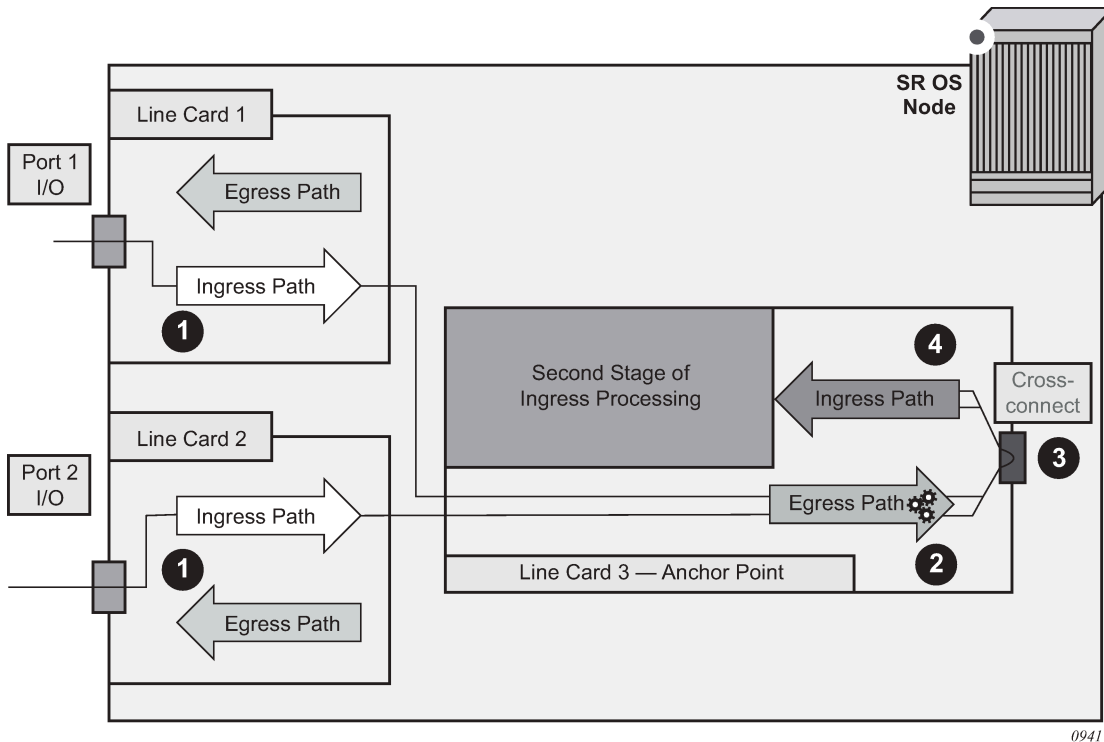 SR OS
Node
Line Card 1
Port 1
I/O
Egress Path
Ingress Path
1
4
Second Stage of
Ingress Processing
Ingress Path
Cross-
connect
3
Line Card 2
Port 2
I/O
Ingress Path
1
Egress Path
2
Line Card 3 — Anchor Point
Egress Path
0941